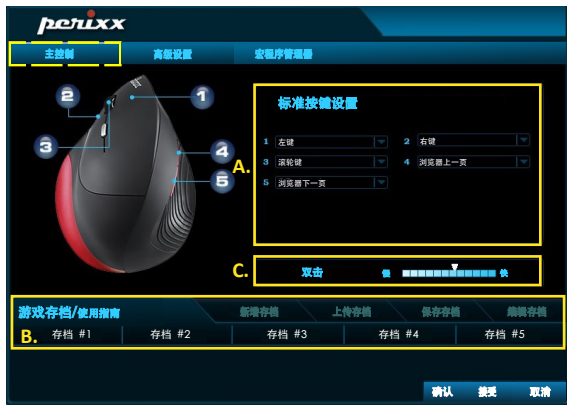 perixx
主控制 高级设置 宏程序管理器
1
2
3
4
5
A.
标准按键设置
1 左键 2 右键
3 滚轮键 4 浏览器上一页
5 浏览器下一页
C.
双击 慢 快
游戏存档/使用指南 新增存档 上传存档 保存存档 编辑存档
B. 存档 #1 存档 #2 存档 #3 存档 #4 存档 #5
确认 接受 取消